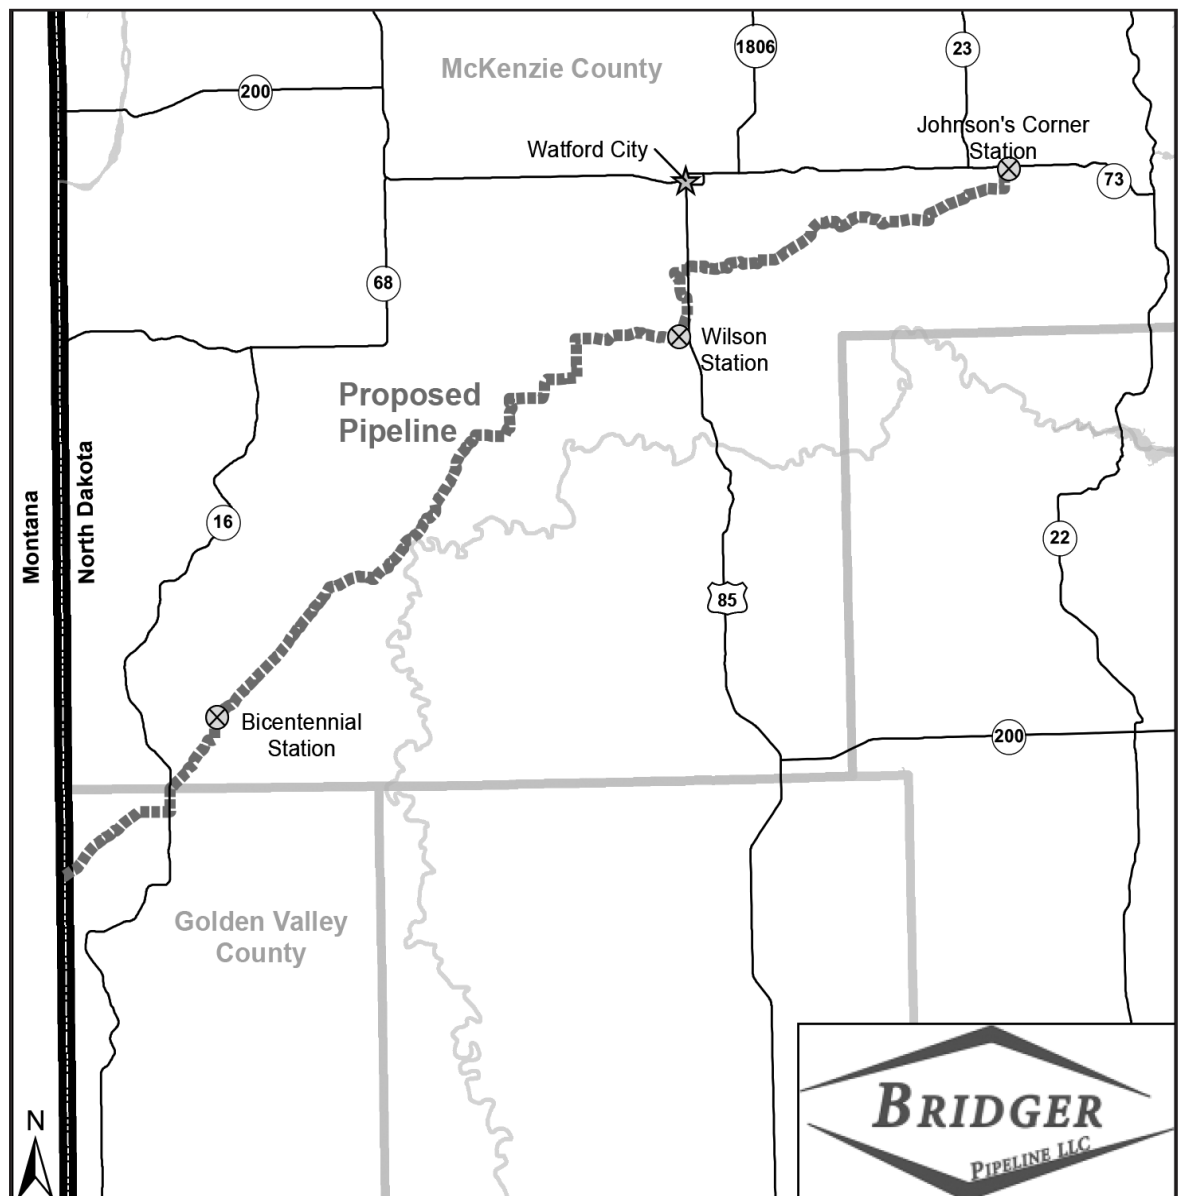 1806
23
McKenzie County
200
Johnson's Corner
Station
Watford City
73
68
Wilson
Station
Proposed
Pipeline
Montana
North Dakota
16
22
85
Bicentennial
Station
200
Golden Valley
County
BRIDGER
PIPELINE LLC
N